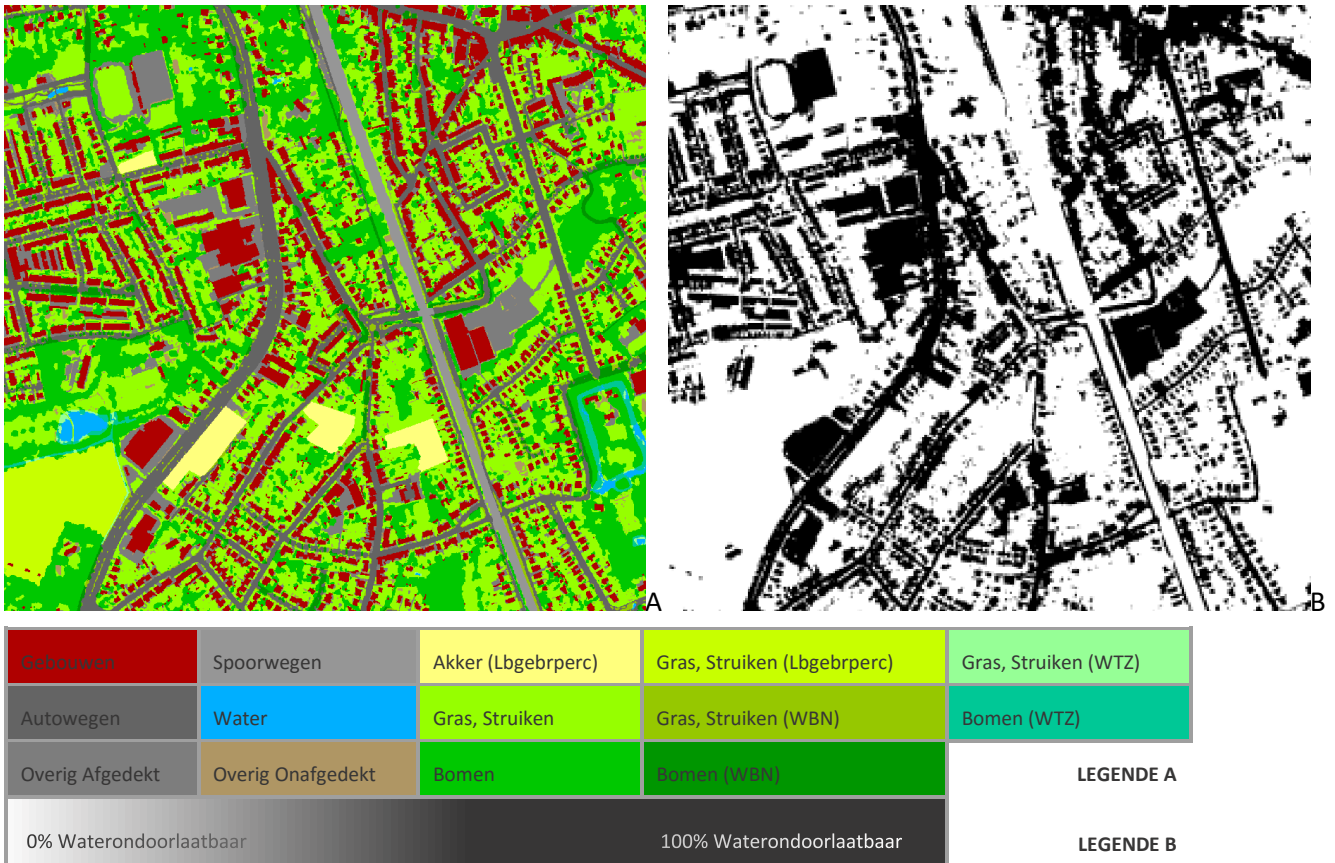 A
B
Gebouwen
Spoorwegen
Akker (Lbgebrperc)
Gras, Struiken (Lbgebrperc)
Gras, Struiken (WTZ)
Autowegen
Water
Gras, Struiken
Gras, Struiken (WBN)
Bomen (WTZ)
Overig Afgedekt
Overig Onafgedekt
Bomen
Bomen (WBN)
LEGENDE A
0% Waterondoorlaatbaar
100% Waterondoorlaatbaar
LEGENDE B